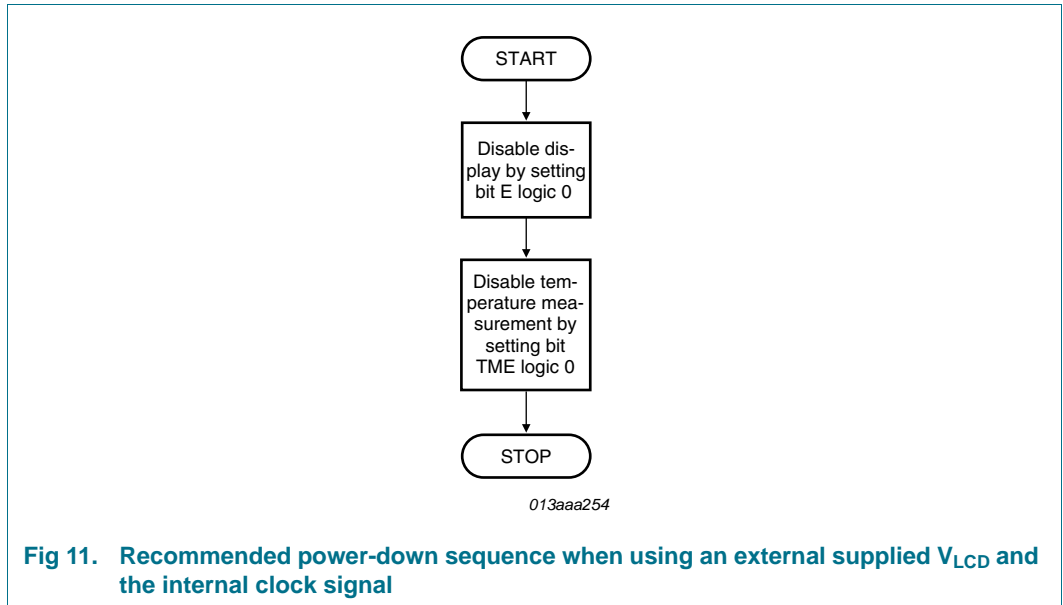 START
Disable dis-
play by setting
bit E logic 0
Disable tem-
perature mea-
surement by
setting bit
TME logic 0
STOP
013aaa254
Fig 11. Recommended power-down sequence when using an external supplied VLCD and
the internal clock signal